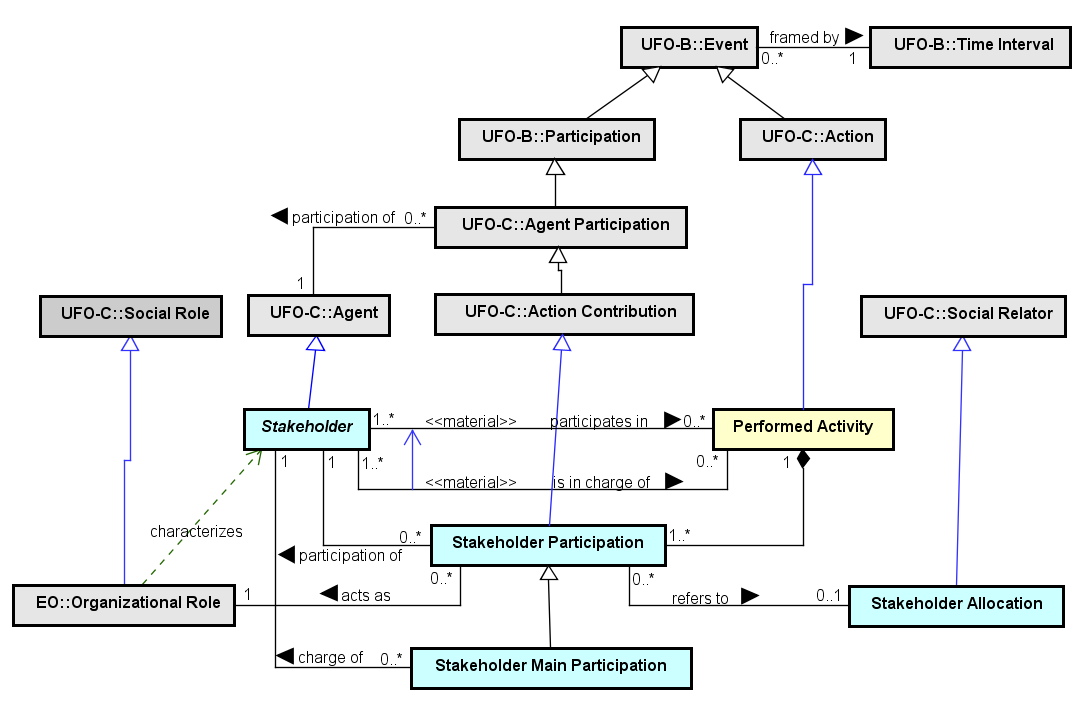 UFO-B::Event
framed by
0..*
1
UFO-B::Time Interval
UFO-B::Participation
UFO-C::Action
participation of
0..*
1
UFO-C::Agent Participation
UFO-C::Social Role
UFO-C::Agent
UFO-C::Action Contribution
UFO-C::Social Relator
Stakeholder
1..*
<<material>>
participates in
0..*
Performed Activity
1
1
1..*
<<material>>
is in charge of
0..*
1
characterizes
0..*
Stakeholder Participation
1..*
participation of
EO::Organizational Role
1
acts as
0..*
0..*
refers to
0..1
Stakeholder Allocation
charge of
0..*
Stakeholder Main Participation